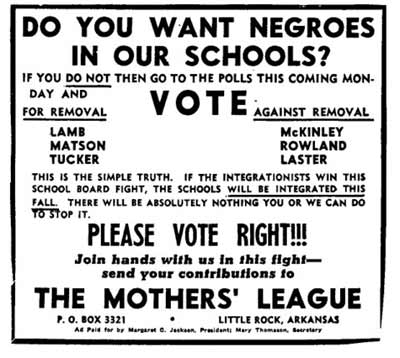 DO YOU WANT NEGROES
IN OUR SCHOOLS?
IF YOU DO NOT THEN GO TO THE POLLS THIS COMING MON-
DAY AND
VOTE
FOR REMOVAL
AGAINST REMOVAL
LAMB
McKINLEY
MATSON
ROWLAND
TUCKER
LASTER
THIS IS THE SIMPLE TRUTH. IF THE INTEGRATIONISTS WIN THIS
SCHOOL BOARD FIGHT, THE SCHOOLS WILL BE INTEGRATED THIS
FALL. THERE WILL BE ABSOLUTELY NOTHING YOU OR WE CAN DO
TO STOP IT.
PLEASE VOTE RIGHT!!!
Join hands with us in this fight—
send your contributions to
THE MOTHERS' LEAGUE
P. O. BOX 3321 • LITTLE ROCK, ARKANSAS
Ad Paid for by Margaret C. Jackson, President; Mary Thomason, Secretary